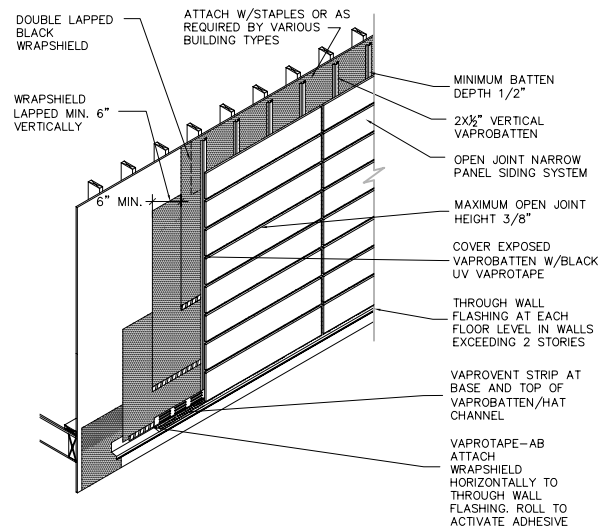 DOUBLE LAPPED
BLACK
WRAPSHIELD
ATTACH W/STAPLES OR AS
REQUIRED BY VARIOUS
BUILDING TYPES
WRAPSHIELD
LAPPED MIN. 6"
VERTICALLY
6" MIN.
MINIMUM BATTEN
DEPTH 1/2"
2X½" VERTICAL
VAPROBATTEN
OPEN JOINT NARROW
PANEL SIDING SYSTEM
MAXIMUM OPEN JOINT
HEIGHT 3/8"
COVER EXPOSED
VAPROBATTEN W/BLACK
UV VAPROTAPE
THROUGH WALL
FLASHING AT EACH
FLOOR LEVEL IN WALLS
EXCEEDING 2 STORIES
VAPROVENT STRIP AT
BASE AND TOP OF
VAPROBATTEN/HAT
CHANNEL
VAPROTAPE-AB
ATTACH
WRAPSHIELD
HORIZONTALLY TO
THROUGH WALL
FLASHING. ROLL TO
ACTIVATE ADHESIVE